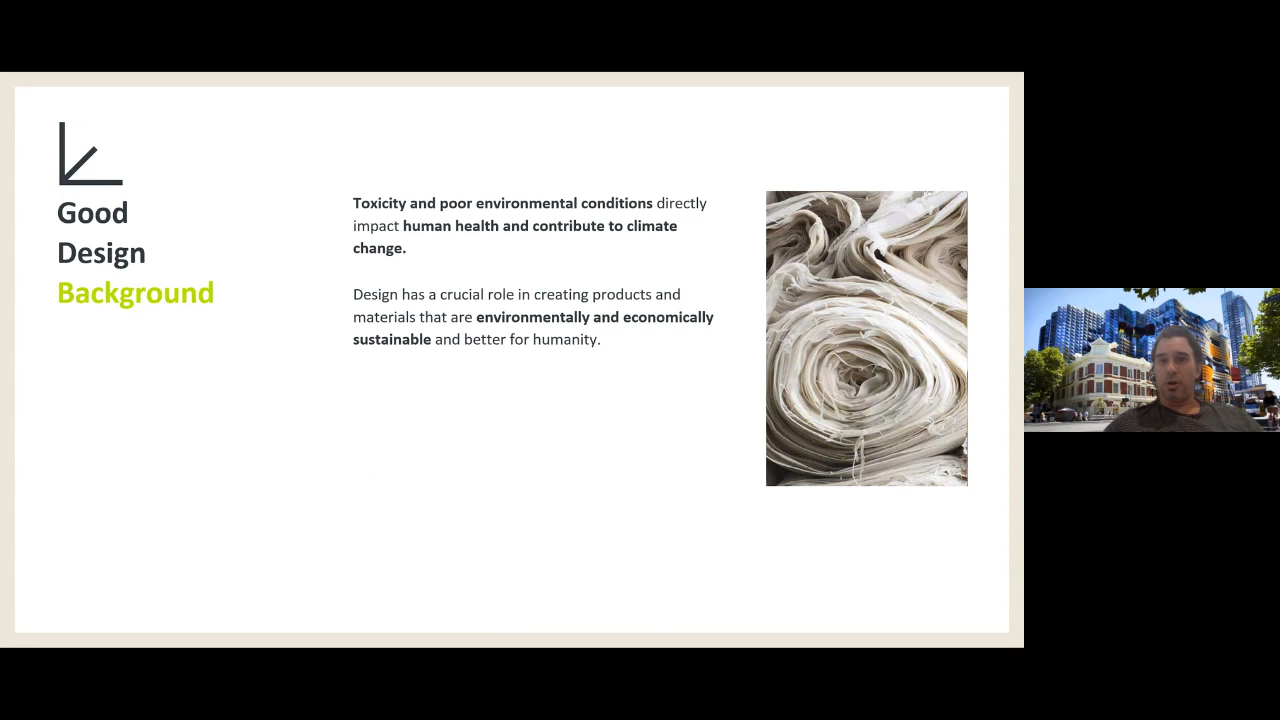 Good
Design
Background
Toxicity and poor environmental conditions directly
impact human health and contribute to climate
change.
Design has a crucial role in creating products and
materials that are environmentally and economically
sustainable and better for humanity.